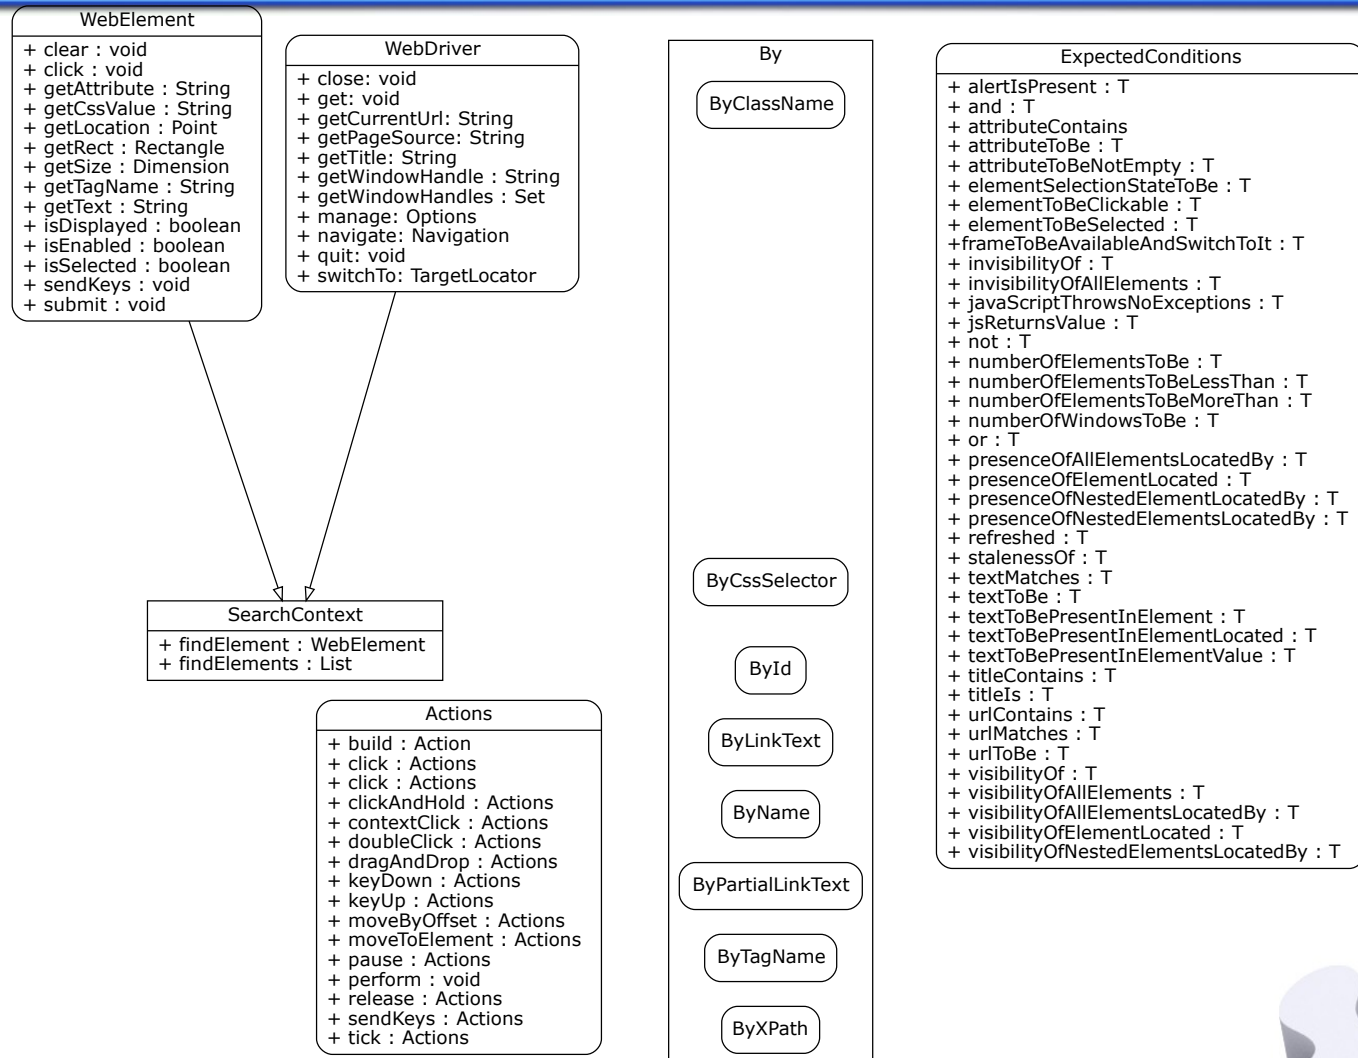 WebElement
+ clear : void
+ click : void
+ getAttribute : String
+ getCssValue : String
+ getLocation : Point
+ getRect : Rectangle
+ getSize : Dimension
+ getTagName : String
+ getText : String
+ isDisplayed : boolean
+ isEnabled : boolean
+ isSelected : boolean
+ sendKeys : void
+ submit : void
WebDriver
+ close: void
+ get: void
+ getCurrentUrl: String
+ getPageSource: String
+ getTitle: String
+ getWindowHandle : String
+ getWindowHandles : Set
+ manage: Options
+ navigate: Navigation
+ quit: void
+ switchTo: TargetLocator
SearchContext
+ findElement : WebElement
+ findElements : List
Actions
+ build : Action
+ click : Actions
+ click : Actions
+ clickAndHold : Actions
+ contextClick : Actions
+ doubleClick : Actions
+ dragAndDrop : Actions
+ keyDown : Actions
+ keyUp : Actions
+ moveByOffset : Actions
+ moveToElement : Actions
+ pause : Actions
+ perform : void
+ release : Actions
+ sendKeys : Actions
+ tick : Actions
By
ByClassName
ByCssSelector
ById
ByLinkText
ByName
ByPartialLinkText
ByTagName
ByXPath
ExpectedConditions
+ alertIsPresent : T
+ and : T
+ attributeContains
+ attributeToBe : T
+ attributeToBeNotEmpty : T
+ elementSelectionStateToBe : T
+ elementToBeClickable : T
+ elementToBeSelected : T
+frameToBeAvailableAndSwitchToIt : T
+ invisibilityOf : T
+ invisibilityOfAllElements : T
+ javaScriptThrowsNoExceptions : T
+ jsReturnsValue : T
+ not : T
+ numberOfElementsToBe : T
+ numberOfElementsToBeLessThan : T
+ numberOfElementsToBeMoreThan : T
+ numberOfWindowsToBe : T
+ or : T
+ presenceOfAllElementsLocatedBy : T
+ presenceOfElementLocated : T
+ presenceOfNestedElementLocatedBy : T
+ presenceOfNestedElementsLocatedBy : T
+ refreshed : T
+ stalenessOf : T
+ textMatches : T
+ textToBe : T
+ textToBePresentInElement : T
+ textToBePresentInElementLocated : T
+ textToBePresentInElementValue : T
+ titleContains : T
+ titleIs : T
+ urlContains : T
+ urlMatches : T
+ urlToBe : T
+ visibilityOf : T
+ visibilityOfAllElements : T
+ visibilityOfAllElementsLocatedBy : T
+ visibilityOfElementLocated : T
+ visibilityOfNestedElementsLocatedBy : T